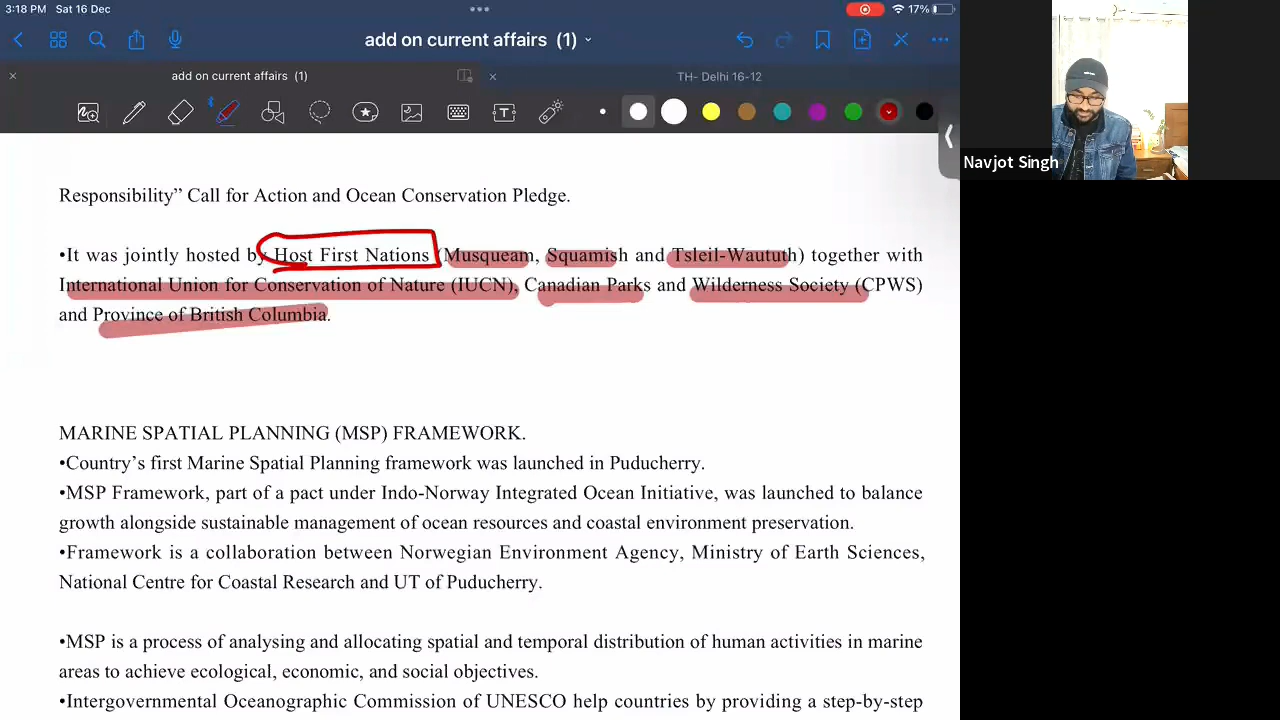 3:18 PM Sat 16 Dec
17%
add on current affairs (1)
add on current affairs (1)
TH- Delhi 16-12
Navjot Singh
Responsibility” Call for Action and Ocean Conservation Pledge.
•It was jointly hosted by Host First Nations (Musqueam, Squamish and Tsleil-Waututh) together with
International Union for Conservation of Nature (IUCN), Canadian Parks and Wilderness Society (CPWS)
and Province of British Columbia.
MARINE SPATIAL PLANNING (MSP) FRAMEWORK.
•Country’s first Marine Spatial Planning framework was launched in Puducherry.
•MSP Framework, part of a pact under Indo-Norway Integrated Ocean Initiative, was launched to balance
growth alongside sustainable management of ocean resources and coastal environment preservation.
•Framework is a collaboration between Norwegian Environment Agency, Ministry of Earth Sciences,
National Centre for Coastal Research and UT of Puducherry.
•MSP is a process of analysing and allocating spatial and temporal distribution of human activities in marine
areas to achieve ecological, economic, and social objectives.
•Intergovernmental Oceanographic Commission of UNESCO help countries by providing a step-by-step